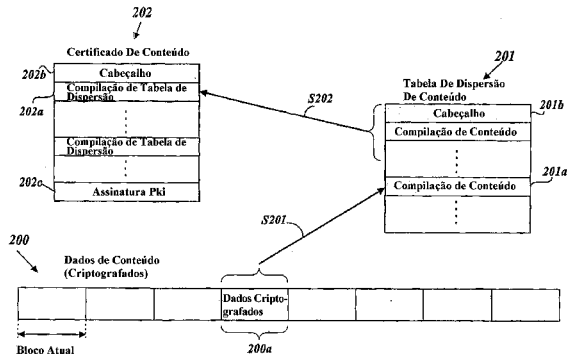 202
Certificado De Conteúdo
202b
Cabeçalho
Compilação de Tabela de
Dispersão
202a
Compilação de Tabela de
Dispersão
202c
Assinatura Pki
S202
201
Tabela De Dispersão
De Conteúdo
Cabeçalho
201b
Compilação de Conteúdo
Compilação de Conteúdo
201a
S201
200
Dados de Conteúdo
(Criptografados)
Dados Cripto-
grafados
200a
Bloco Atual